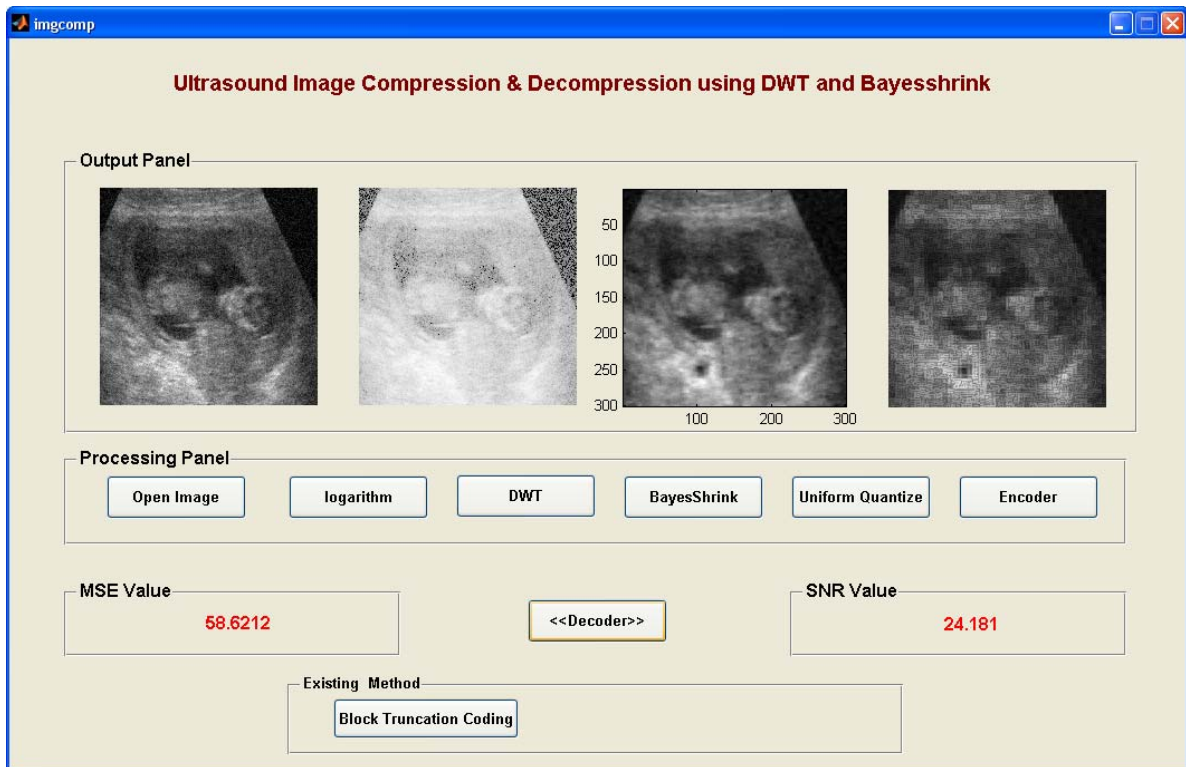 imgcomp
Ultrasound Image Compression & Decompression using DWT and Bayesshrink
Output Panel
50
100
150
200
250
300
100 200 300
Processing Panel
Open Image logarithm DWT BayesShrink Uniform Quantize Encoder
MSE Value
58.6212
<<Decoder>>
SNR Value
24.181
Existing Method
Block Truncation Coding